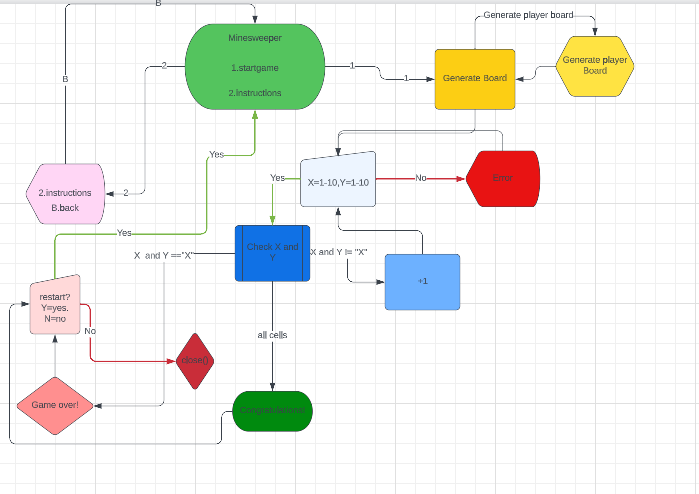 B
Generate player board
Minesweeper
1.startgame
2.Instructions
2
1
1
Generate Board
Generate player
Board
B
Yes
2.instructions
B.back
2
Yes
X=1-10,Y=1-10
No
Error
Yes
X and Y =="X"
Check X and
Y
X and Y != "X"
+1
restart?
Y=yes.
N=no
No
all cells
close()
Game over!
Congratulations!